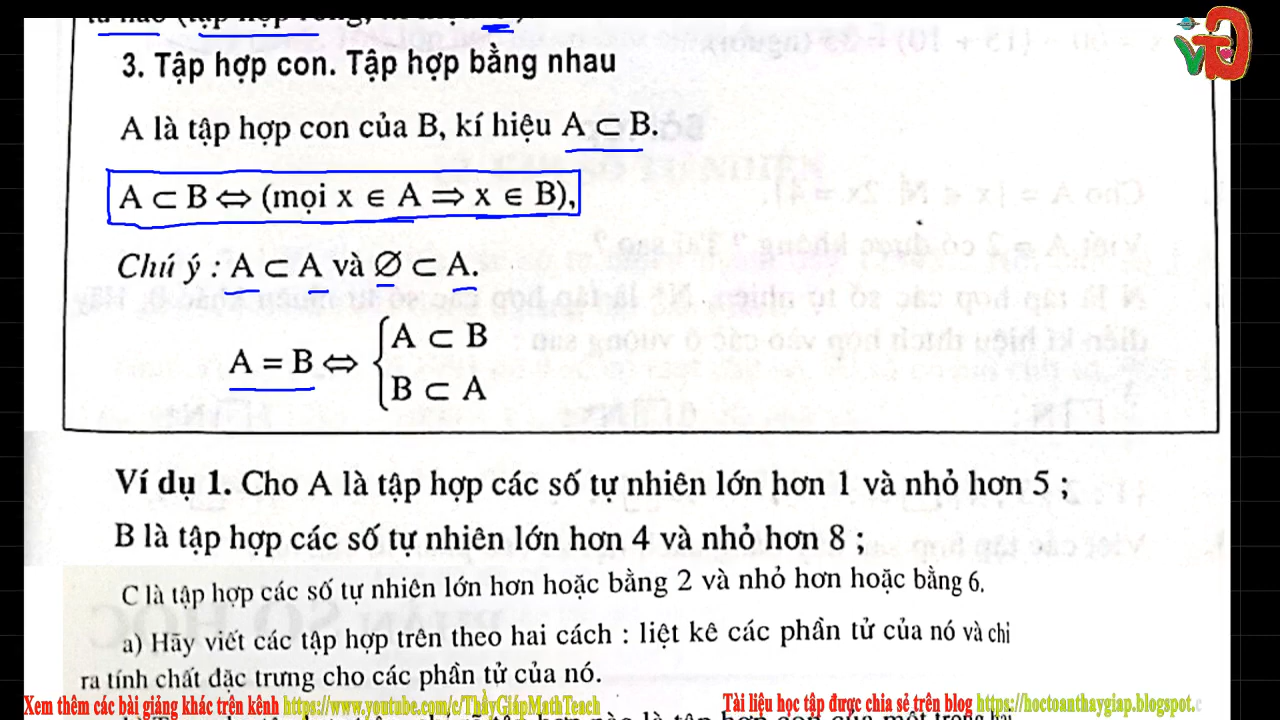 3. Tập hợp con. Tập hợp bằng nhau
A là tập hợp con của B, kí hiệu A ⊂ B.
A ⊂ B ⇔ (mọi x ∈ A ⇒ x ∈ B),
Chú ý : A ⊂ A và ∅ ⊂ A.
A = B ⇔ { A ⊂ B
B ⊂ A
Ví dụ 1. Cho A là tập hợp các số tự nhiên lớn hơn 1 và nhỏ hơn 5 ;
B là tập hợp các số tự nhiên lớn hơn 4 và nhỏ hơn 8 ;
C là tập hợp các số tự nhiên lớn hơn hoặc bằng 2 và nhỏ hơn hoặc bằng 6.
a) Hãy viết các tập hợp trên theo hai cách : liệt kê các phần tử của nó và chỉ
ra tính chất đặc trưng cho các phần tử của nó.
Xem thêm các bài giảng khác trên kênh https://www.youtube.com/c/ThầyGiápMathTeach
Tài liệu học tập được chia sẻ trên blog https://hoctoanthaygiap.blogspot.c